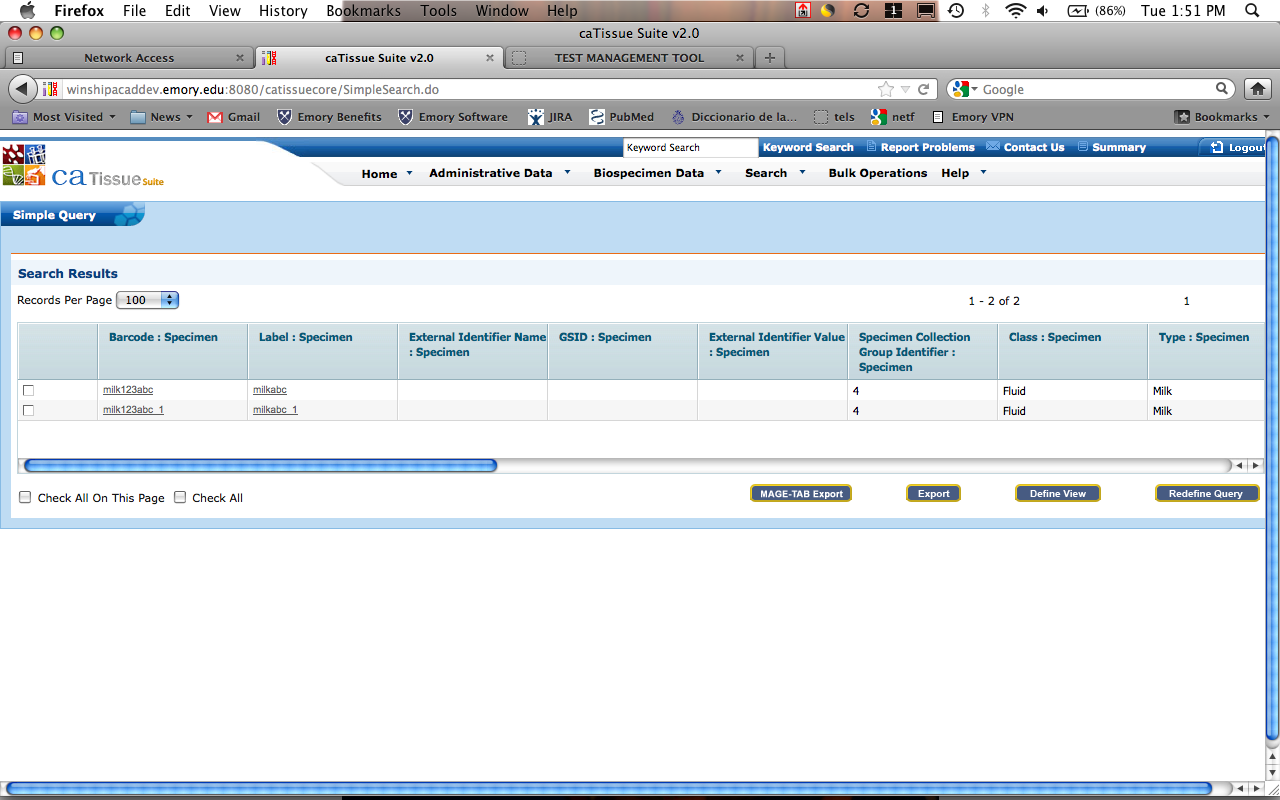 Firefox File Edit View History Bookmarks Tools Window Help 1 (86%) Tue 1:51 PM
caTissue Suite v2.0
Network Access × caTissue Suite v2.0 × TEST MANAGEMENT TOOL × +
winshipacaddev.emory.edu:8080/catissuecore/SimpleSearch.do Google
Most Visited News Gmail Emory Benefits Emory Software JIRA PubMed Diccionario de la... tels netf Emory VPN Bookmarks
Keyword Search Keyword Search Report Problems Contact Us Summary Logou
ca Tissue Suite
Home Administrative Data Biospecimen Data Search Bulk Operations Help
Simple Query
Search Results
Records Per Page 100 1 - 2 of 2 1
Barcode : Specimen Label : Specimen External Identifier Name GSID : Specimen External Identifier Value Specimen Collection Class : Specimen Type : Specimen
: Specimen : Specimen Group Identifier :
Specimen
milk123abc milkabc 4 Fluid Milk
milk123abc_1 milkabc_1 4 Fluid Milk
Check All On This Page Check All MAGE-TAB Export Export Define View Redefine Query